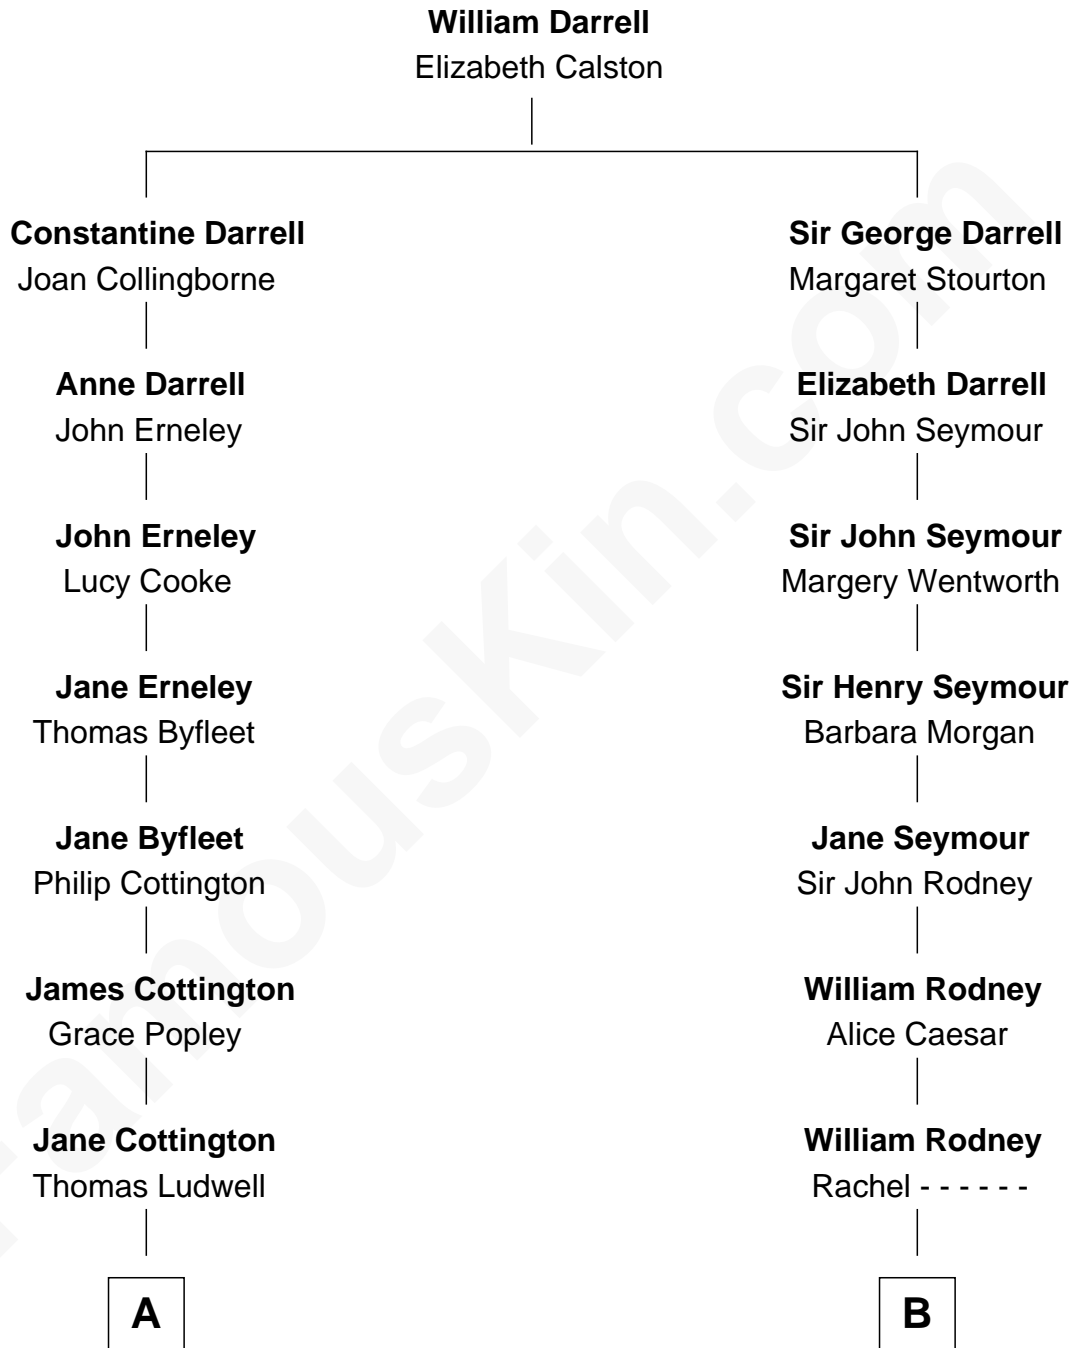 William Darrell
Elizabeth Calston
Constantine Darrell
Joan Collingborne
Anne Darrell
John Erneley
John Erneley
Lucy Cooke
Jane Erneley
Thomas Byfleet
Jane Byfleet
Philip Cottington
James Cottington
Grace Popley
Jane Cottington
Thomas Ludwell
A
Sir George Darrell
Margaret Stourton
Elizabeth Darrell
Sir John Seymour
Sir John Seymour
Margery Wentworth
Sir Henry Seymour
Barbara Morgan
Jane Seymour
Sir John Rodney
William Rodney
Alice Caesar
William Rodney
Rachel - - - - - -
B
FamousKin.com